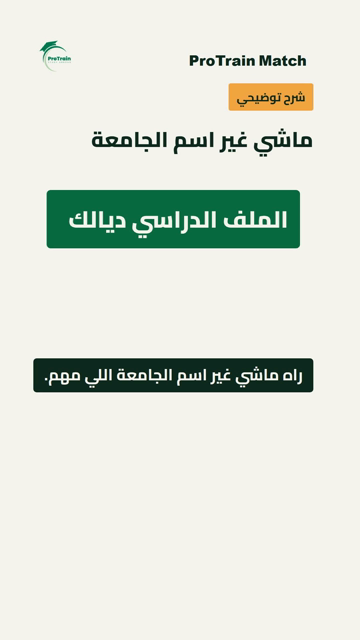 ProTrain
ProTrain Match
شرح توضيحي
ماشي غير اسم الجامعة
الملف الدراسي ديالك
راه ماشي غير اسم الجامعة اللي مهم.